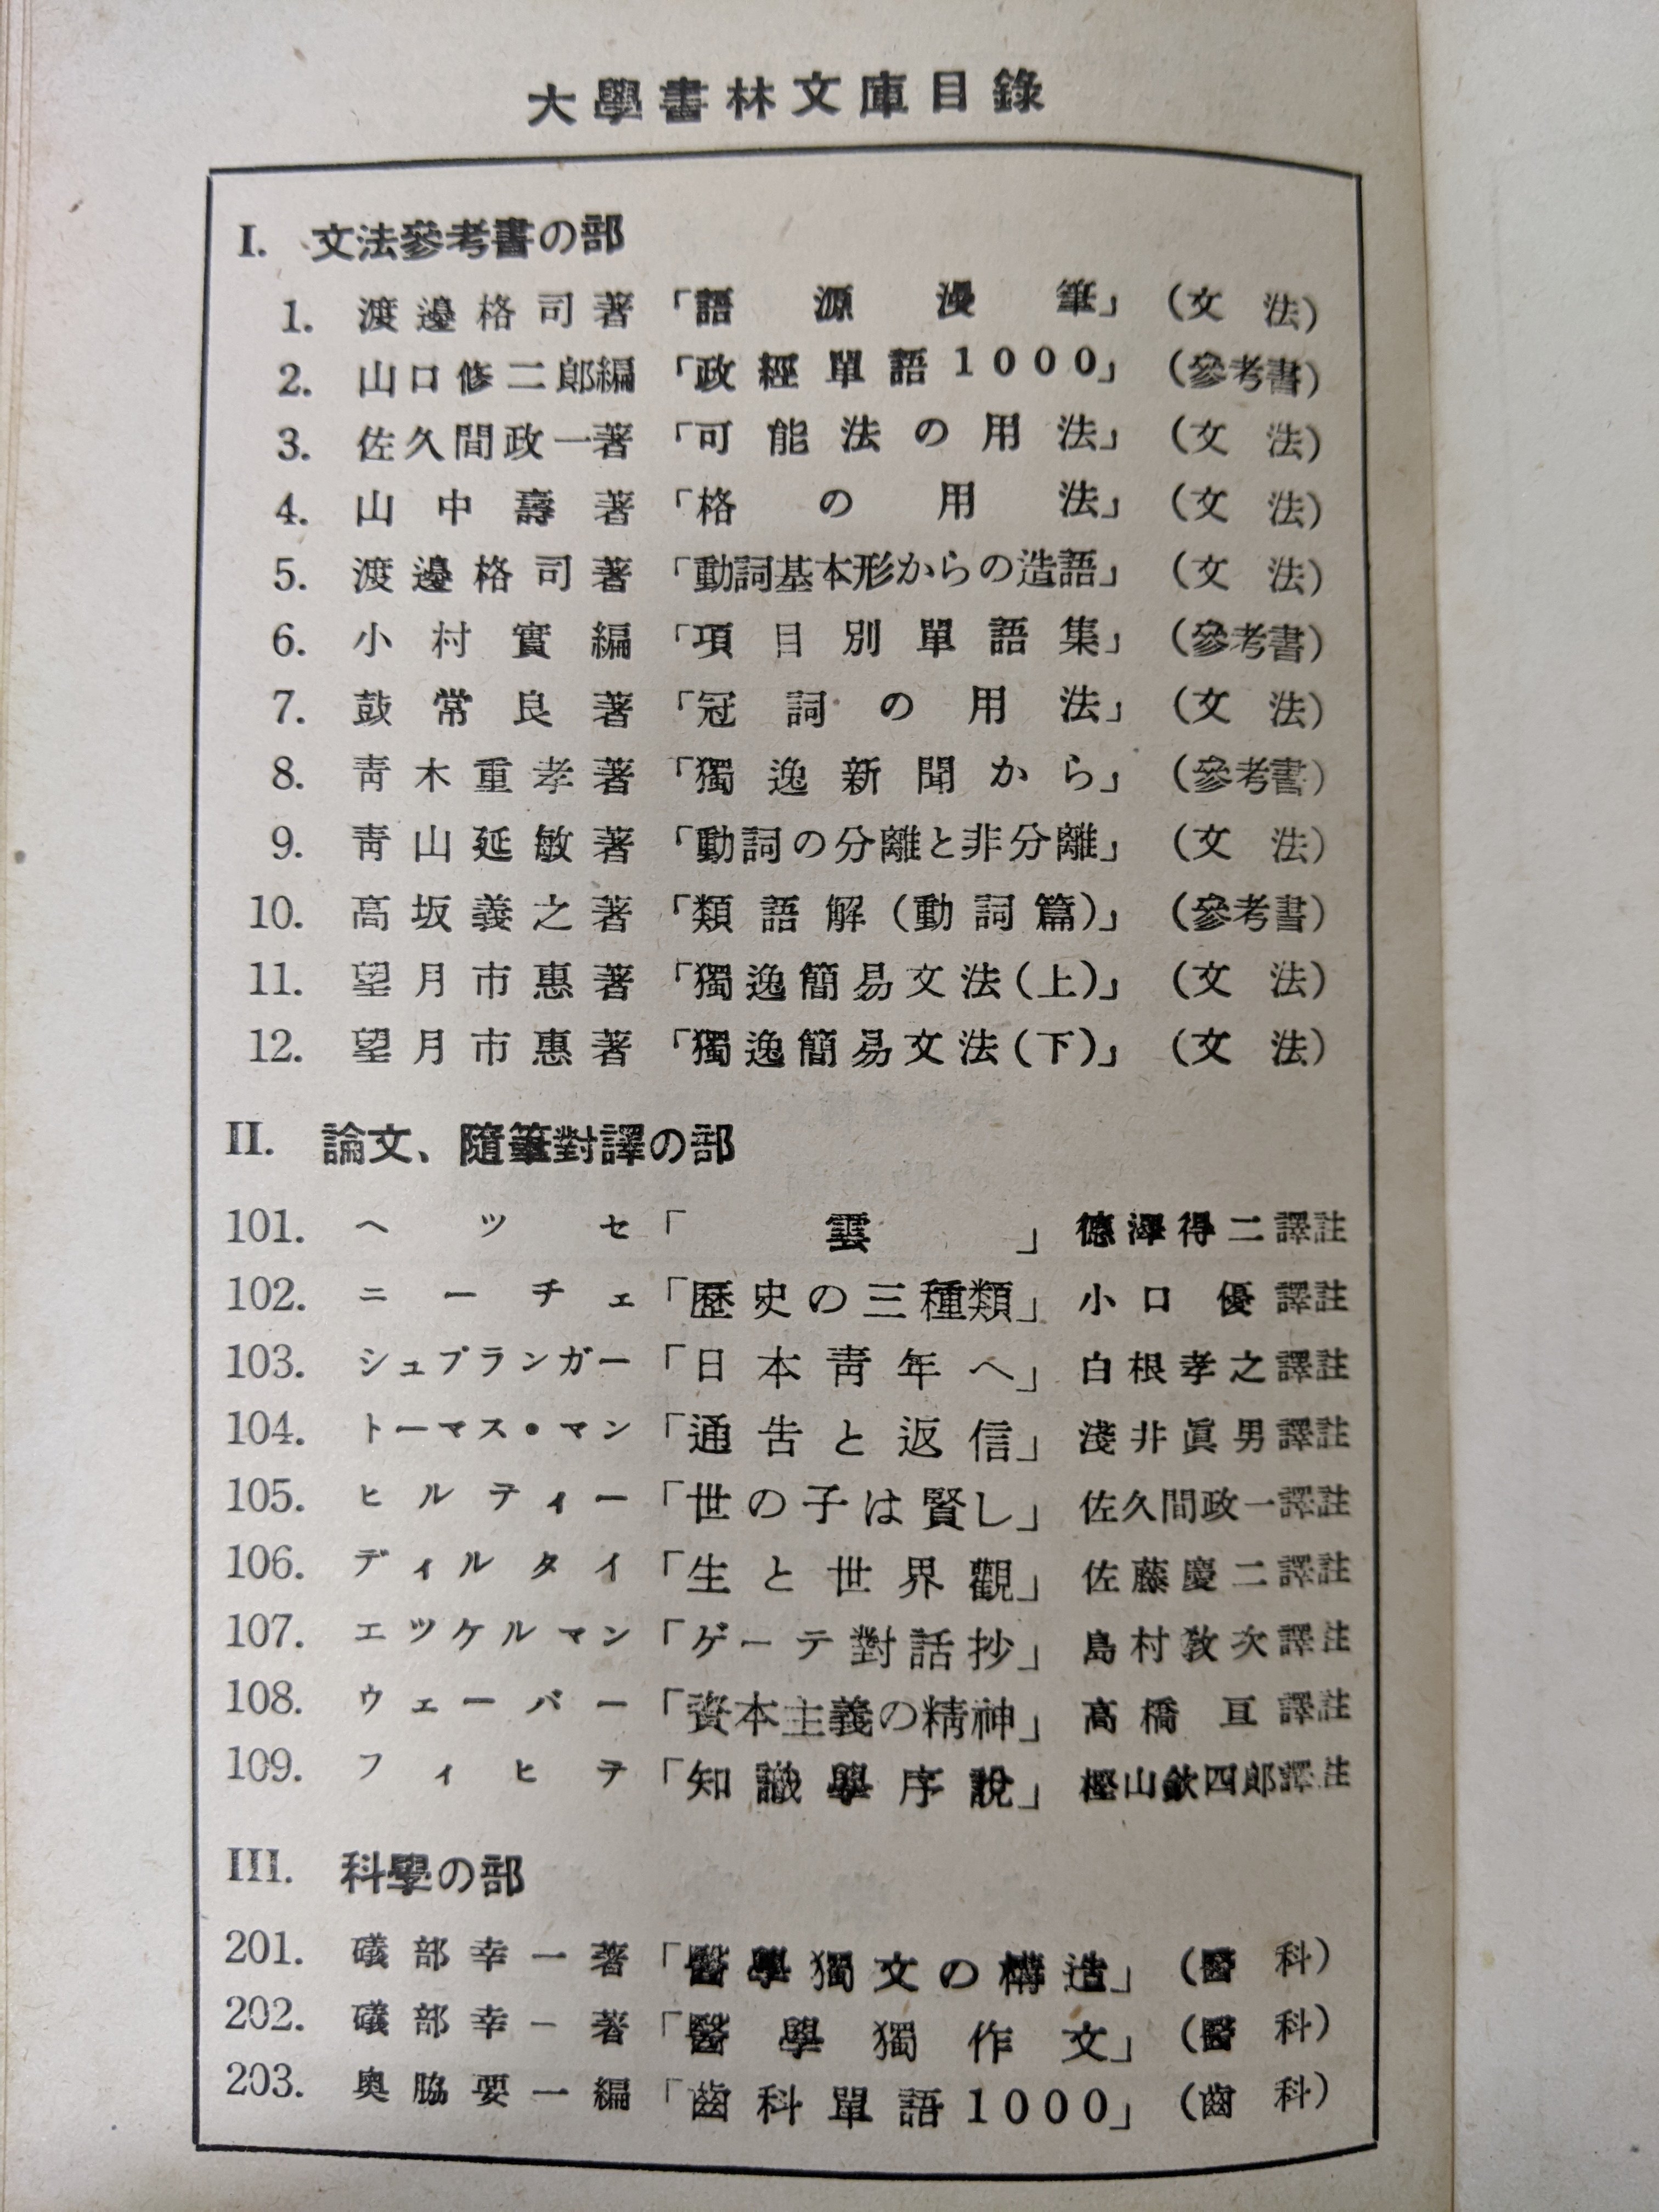 大學書林文庫目錄
I. 文法參考書の部
1. 渡邊格司著「語源漫筆」(文法)
2. 山口修二郎編「政經單語1000」(參考書)
3. 佐久間政一著「可能法の用法」(文法)
4. 山中壽著「格の用法」(文法)
5. 渡邊格司著「動詞基本形からの造語」(文法)
6. 小村實編「項目別單語集」(參考書)
7. 鼓常良著「冠詞の用法」(文法)
8. 靑木重孝著「獨逸新聞から」(參考書)
9. 靑山延敏著「動詞の分離と非分離」(文法)
10. 高坂義之著「類語解(動詞篇)」(參考書)
11. 望月市惠著「獨逸簡易文法(上)」(文法)
12. 望月市惠著「獨逸簡易文法(下)」(文法)
II. 論文、隨筆對譯の部
101. ヘツセ「雲」德澤得二譯註
102. ニーチェ「歷史の三種類」小口優譯註
103. シュプランガー「日本靑年へ」白根孝之譯註
104. トーマス・マン「通告と返信」淺井眞男譯註
105. ヒルティー「世の子は賢し」佐久間政一譯註
106. ディルタイ「生と世界觀」佐藤慶二譯註
107. エツケルマン「ゲーテ對話抄」島村敎次譯註
108. ウェーバー「資本主義の精神」高橋亘譯註
109. フィヒテ「知識學序說」樫山欽四郎譯註
III. 科學の部
201. 礒部幸一著「醫學獨文の構造」(醫科)
202. 礒部幸一著「醫學獨作文」(醫科)
203. 奧脇要一編「齒科單語1000」(齒科)